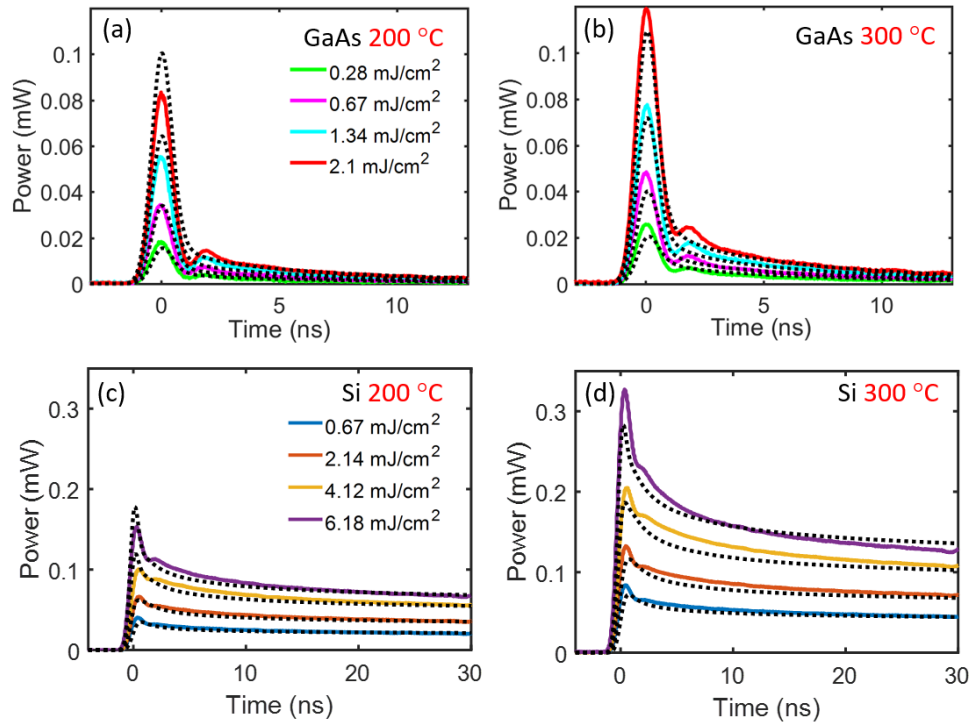 (a)
GaAs 200 °C
0.28 mJ/cm²
0.67 mJ/cm²
1.34 mJ/cm²
2.1 mJ/cm²
Power (mW)
0.1
0.08
0.06
0.04
0.02
0
0 5 10
Time (ns)
(b)
GaAs 300 °C
Power (mW)
0.1
0.08
0.06
0.04
0.02
0
0 5 10
Time (ns)
(c)
Si 200 °C
0.67 mJ/cm²
2.14 mJ/cm²
4.12 mJ/cm²
6.18 mJ/cm²
Power (mW)
0.3
0.2
0.1
0
0 10 20 30
Time (ns)
(d)
Si 300 °C
Power (mW)
0.3
0.2
0.1
0
0 10 20 30
Time (ns)